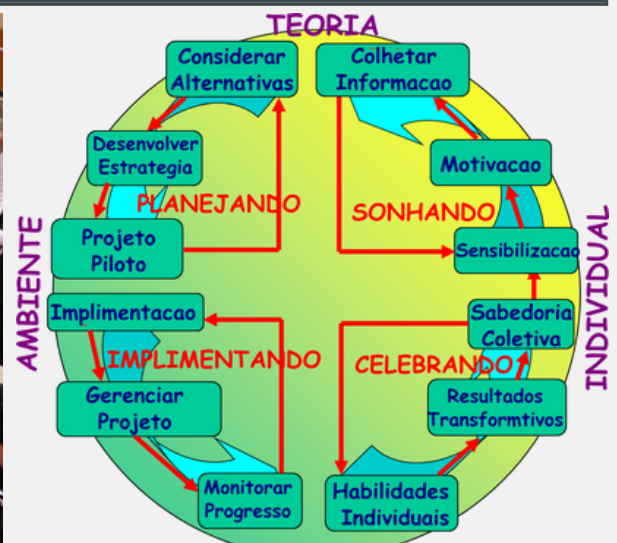 TEORIA
Considerar
Alternativas
Colhetar
Informacao
Desenvolver
Estrategia
Motivacao
PLANEJANDO
SONHANDO
Projeto
Piloto
Sensibilizacao
AMBIENTE
INDIVIDUAL
Implimentacao
Sabedoria
Coletiva
IMPLIMENTANDO
CELEBRANDO
Gerenciar
Projeto
Resultados
Transformtivos
Monitorar
Progresso
Habilidades
Individuais